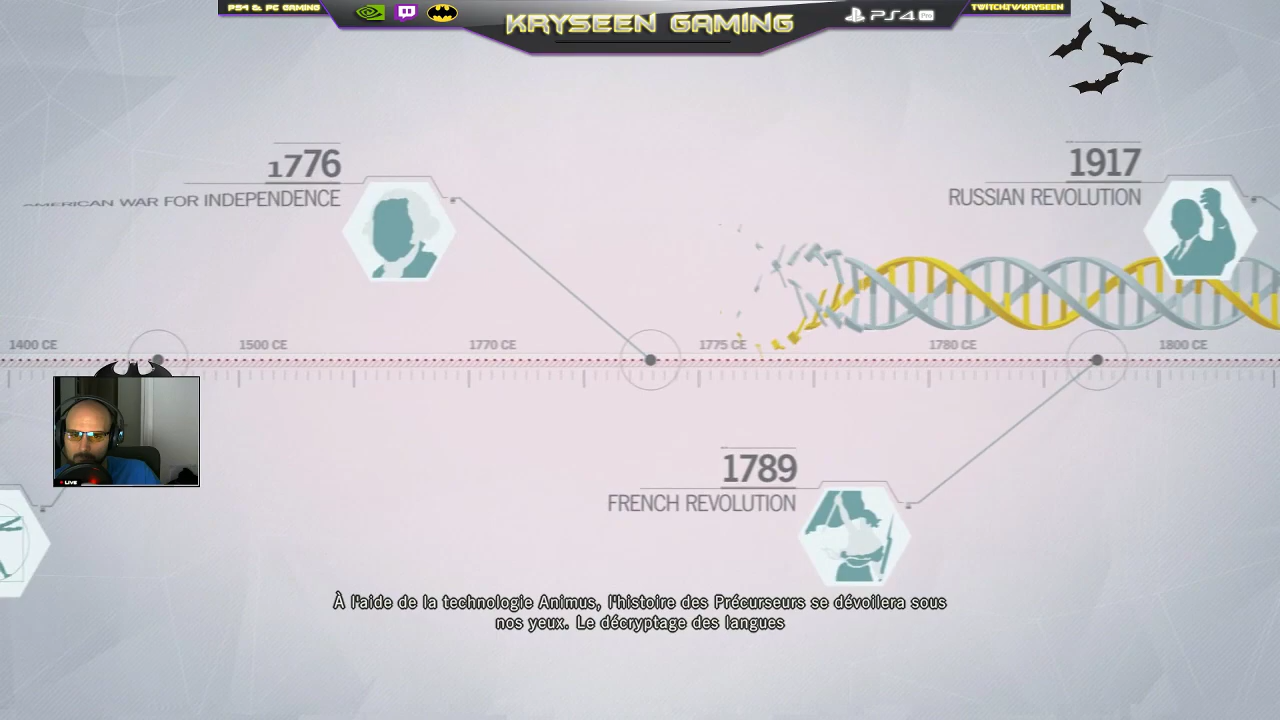 PS4 & PC GAMING
KRYSEEN GAMING
PS4 Pro
TWITCH.TV/KRYSEEN
1776
AMERICAN WAR FOR INDEPENDENCE
1917
RUSSIAN REVOLUTION
1400 CE
1500 CE
1770 CE
1775 CE
1780 CE
1800 CE
LIVE
1789
FRENCH REVOLUTION
À l'aide de la technologie Animus, l'histoire des Précurseurs se dévoilera sous
nos yeux. Le décryptage des langues